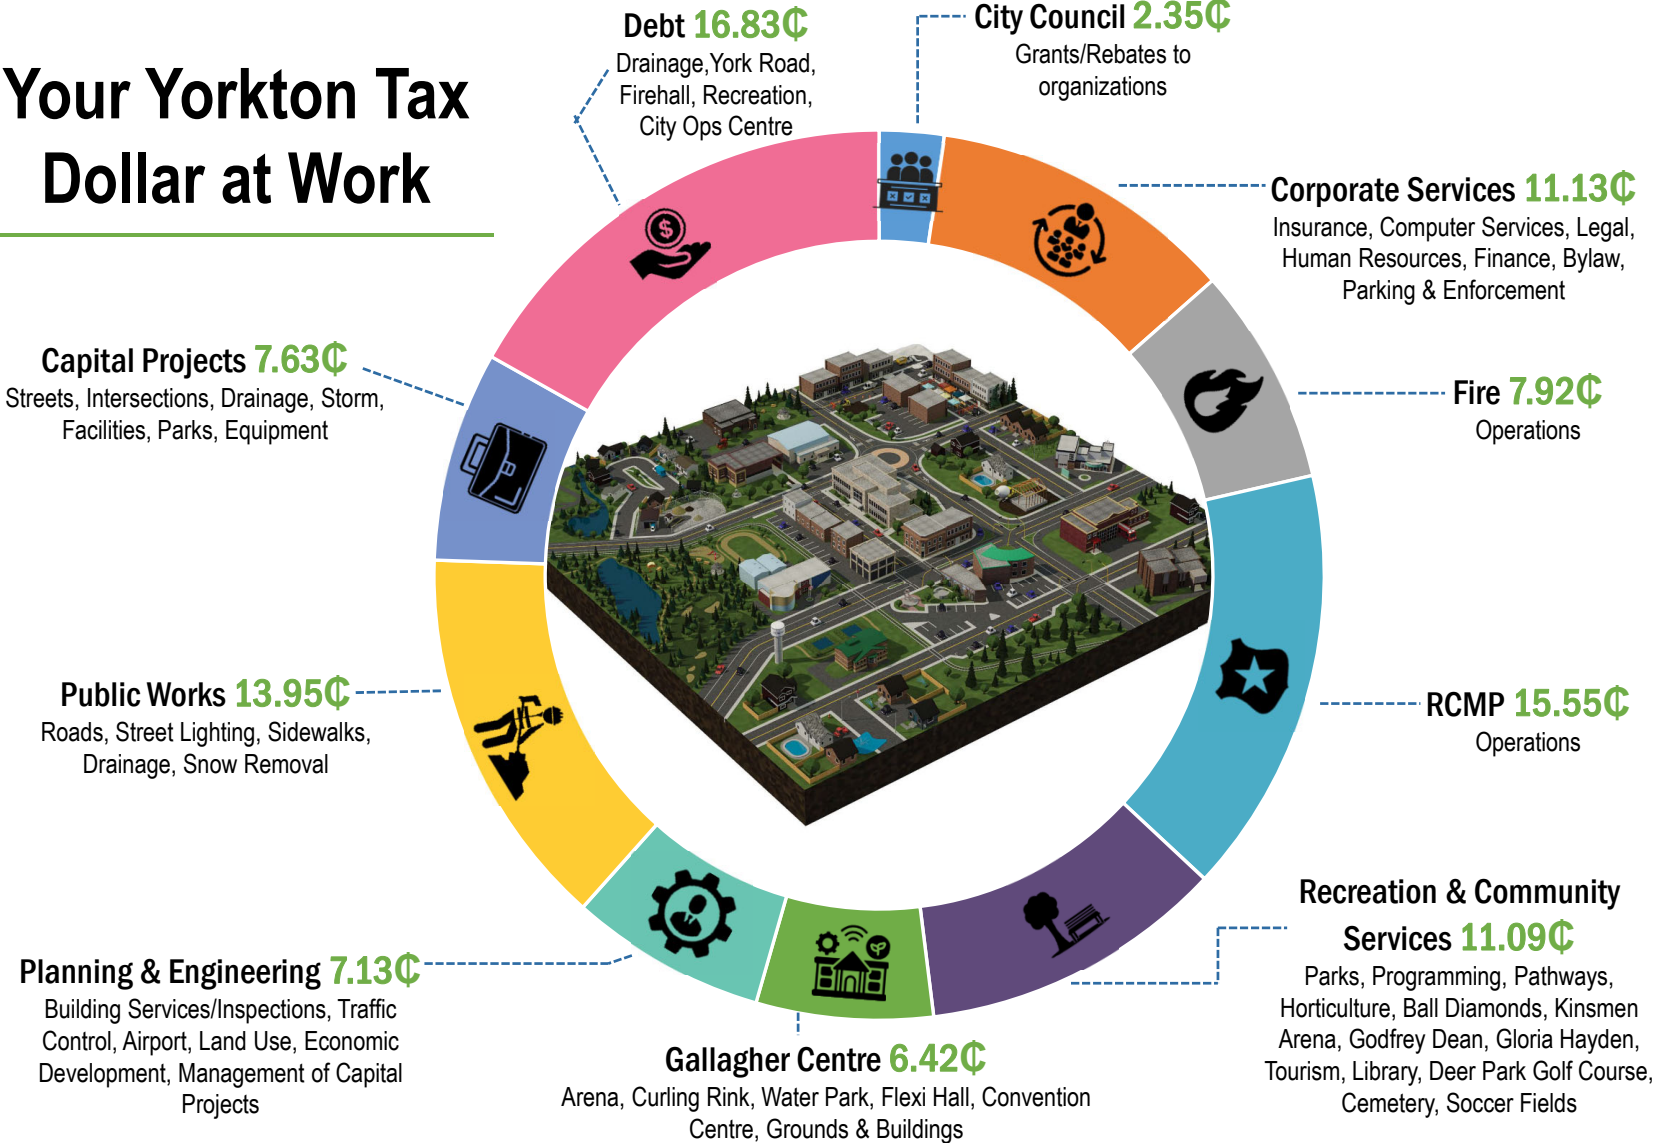 Your Yorkton Tax
Dollar at Work
Debt 16.83₵
Drainage,York Road,
Firehall, Recreation,
City Ops Centre
City Council 2.35₵
Grants/Rebates to
organizations
Corporate Services 11.13₵
Insurance, Computer Services, Legal,
Human Resources, Finance, Bylaw,
Parking & Enforcement
Fire 7.92₵
Operations
RCMP 15.55₵
Operations
Recreation & Community
Services 11.09₵
Parks, Programming, Pathways,
Horticulture, Ball Diamonds, Kinsmen
Arena, Godfrey Dean, Gloria Hayden,
Tourism, Library, Deer Park Golf Course,
Cemetery, Soccer Fields
Gallagher Centre 6.42₵
Arena, Curling Rink, Water Park, Flexi Hall, Convention
Centre, Grounds & Buildings
Planning & Engineering 7.13₵
Building Services/Inspections, Traffic
Control, Airport, Land Use, Economic
Development, Management of Capital
Projects
Public Works 13.95₵
Roads, Street Lighting, Sidewalks,
Drainage, Snow Removal
Capital Projects 7.63₵
Streets, Intersections, Drainage, Storm,
Facilities, Parks, Equipment
$